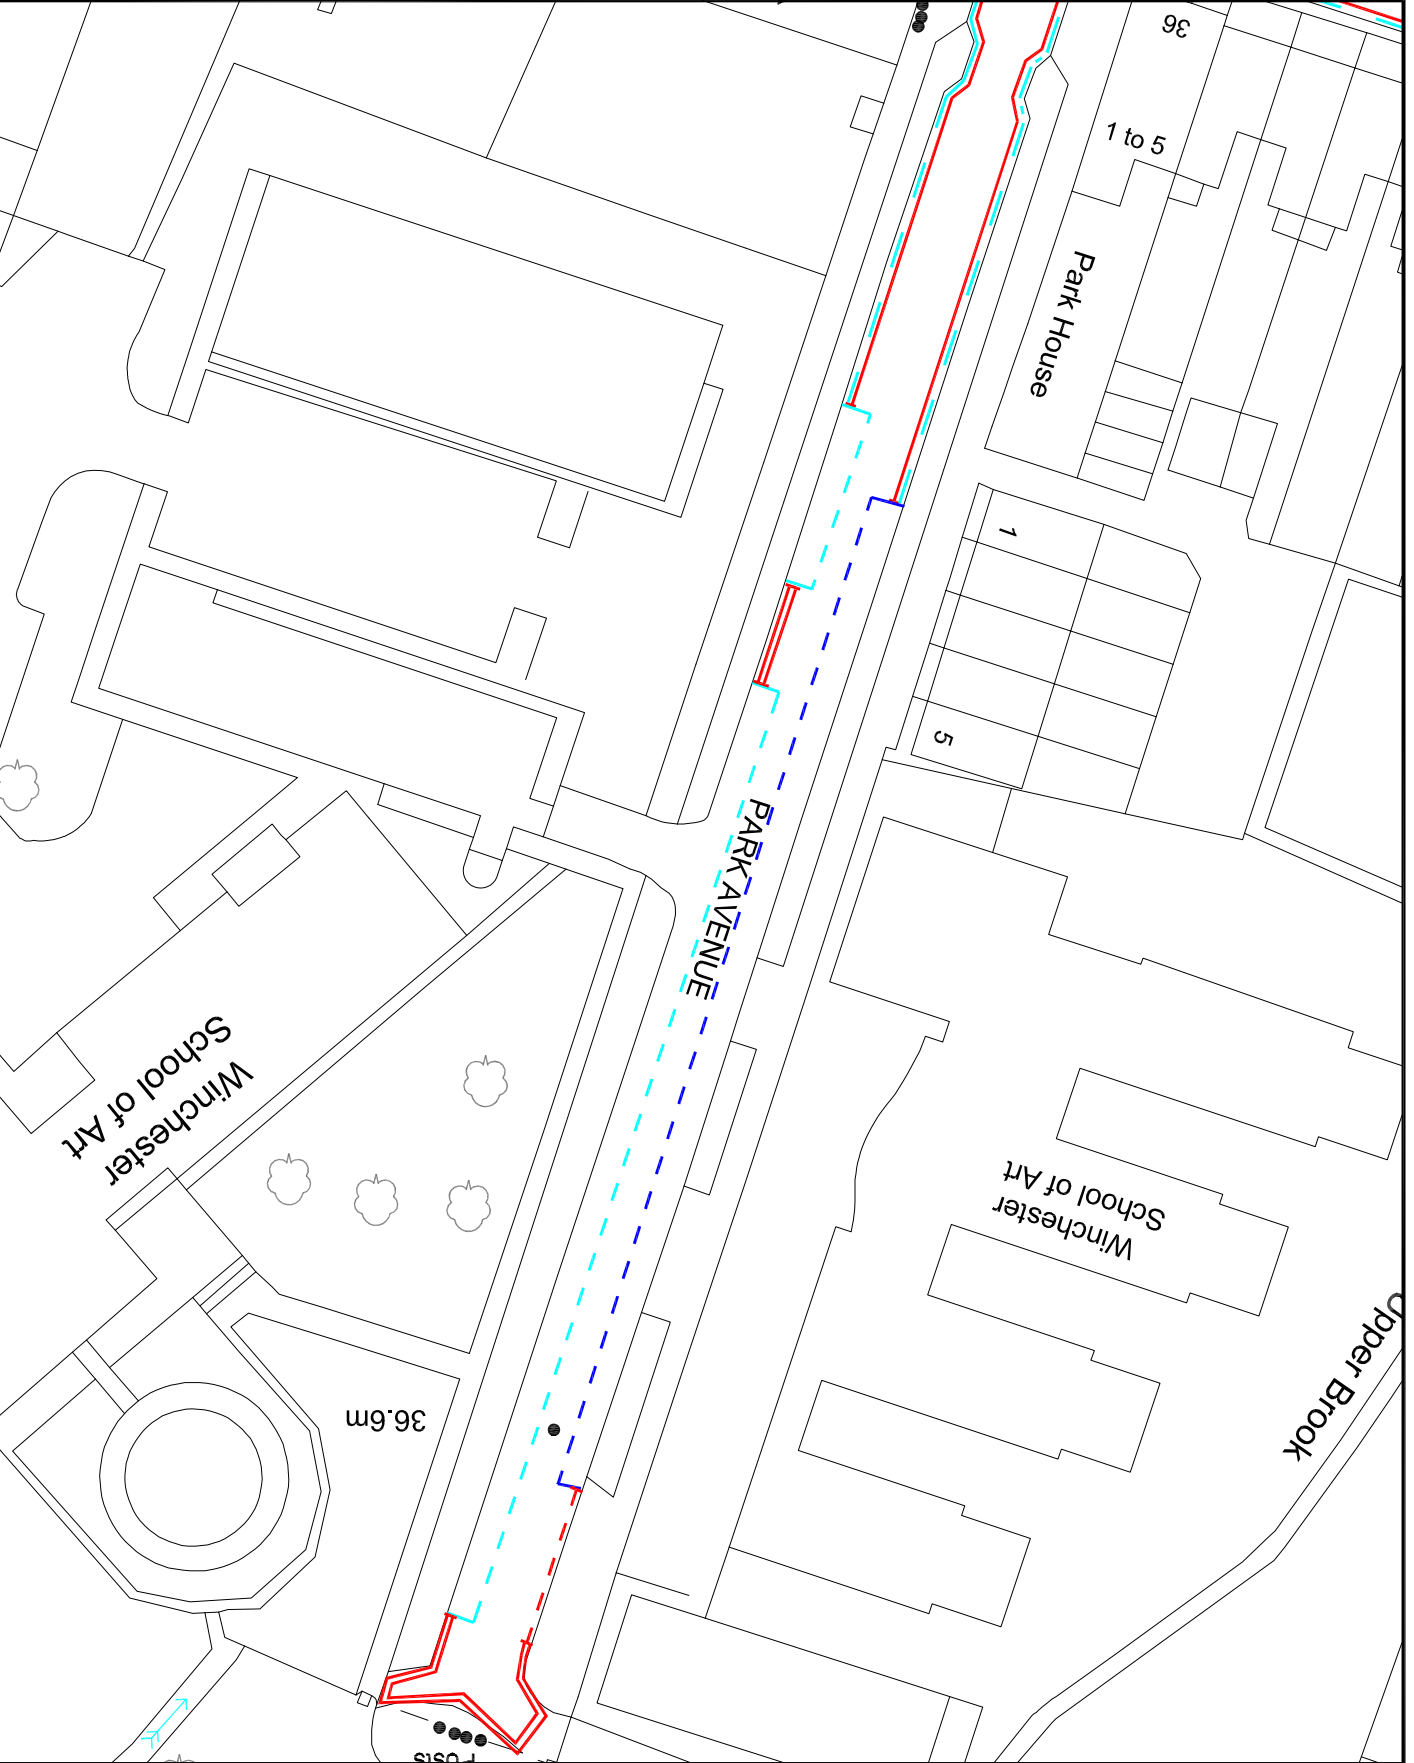 36
1 to 5
Park House
1
5
PARK AVENUE
Winchester
School of Art
Winchester
School of Art
Upper Brook
36.6m
Posts